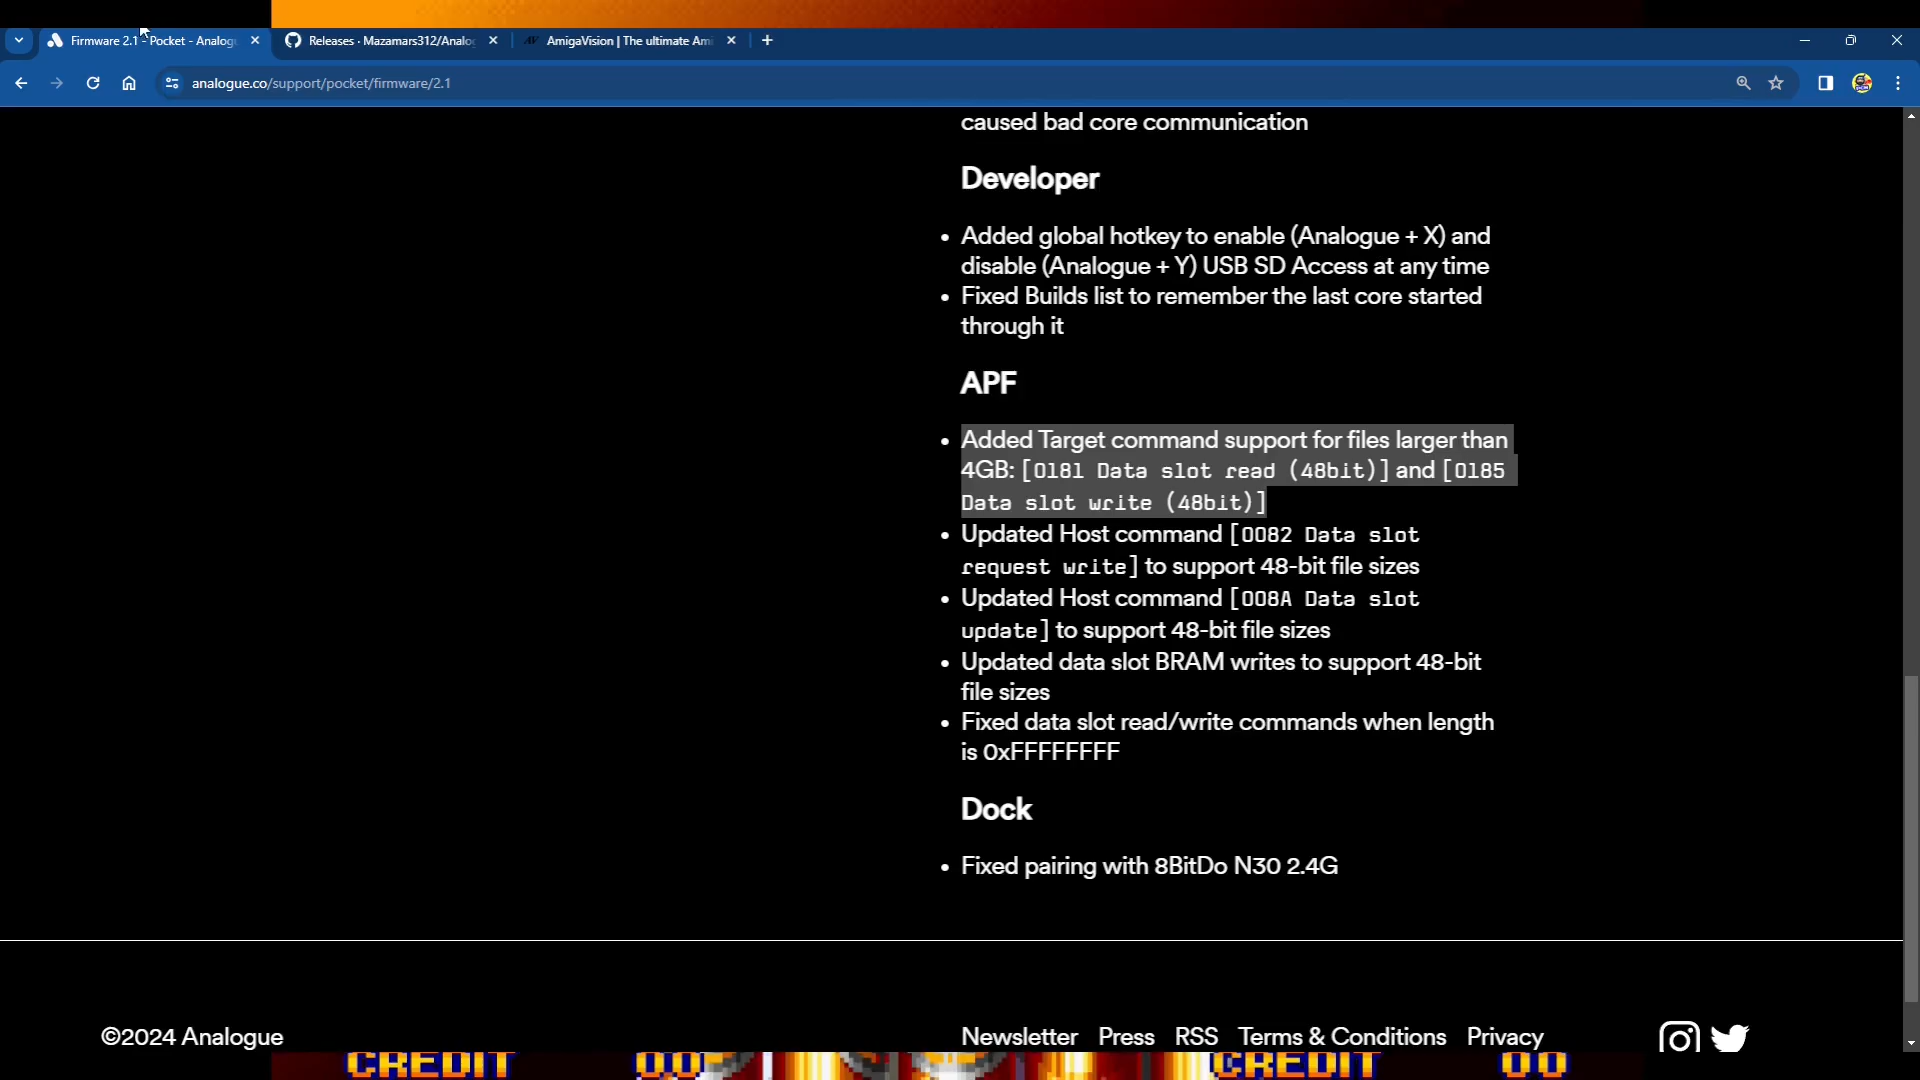 Firmware 2.1 - Pocket - Analogu
Releases · Mazamars312/Analog
AmigaVision | The ultimate Ami
analogue.co/support/pocket/firmware/2.1
caused bad core communication
Developer
• Added global hotkey to enable (Analogue + X) and
disable (Analogue + Y) USB SD Access at any time
• Fixed Builds list to remember the last core started
through it
APF
• Added Target command support for files larger than
4GB: [0181 Data slot read (48bit)] and [0185
Data slot write (48bit)]
• Updated Host command [0082 Data slot
request write] to support 48-bit file sizes
• Updated Host command [008A Data slot
update] to support 48-bit file sizes
• Updated data slot BRAM writes to support 48-bit
file sizes
• Fixed data slot read/write commands when length
is 0xFFFFFFFF
Dock
• Fixed pairing with 8BitDo N30 2.4G
©2024 Analogue
Newsletter Press RSS Terms & Conditions Privacy
CREDIT 00 CREDIT 00